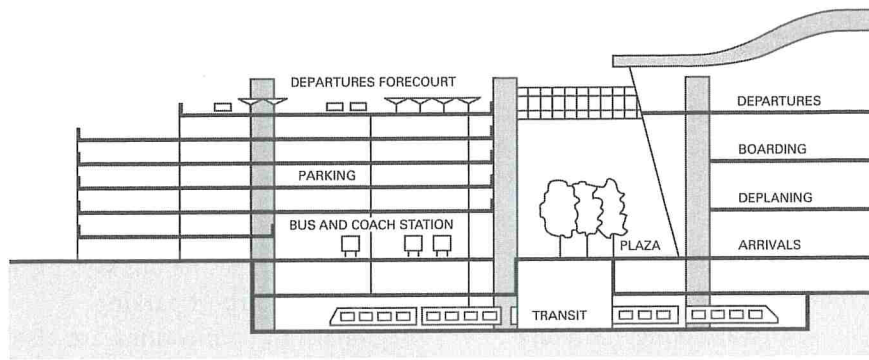 DEPARTURES FORECOURT
DEPARTURES
BOARDING
PARKING
DEPLANING
BUS AND COACH STATION
PLAZA
ARRIVALS
TRANSIT